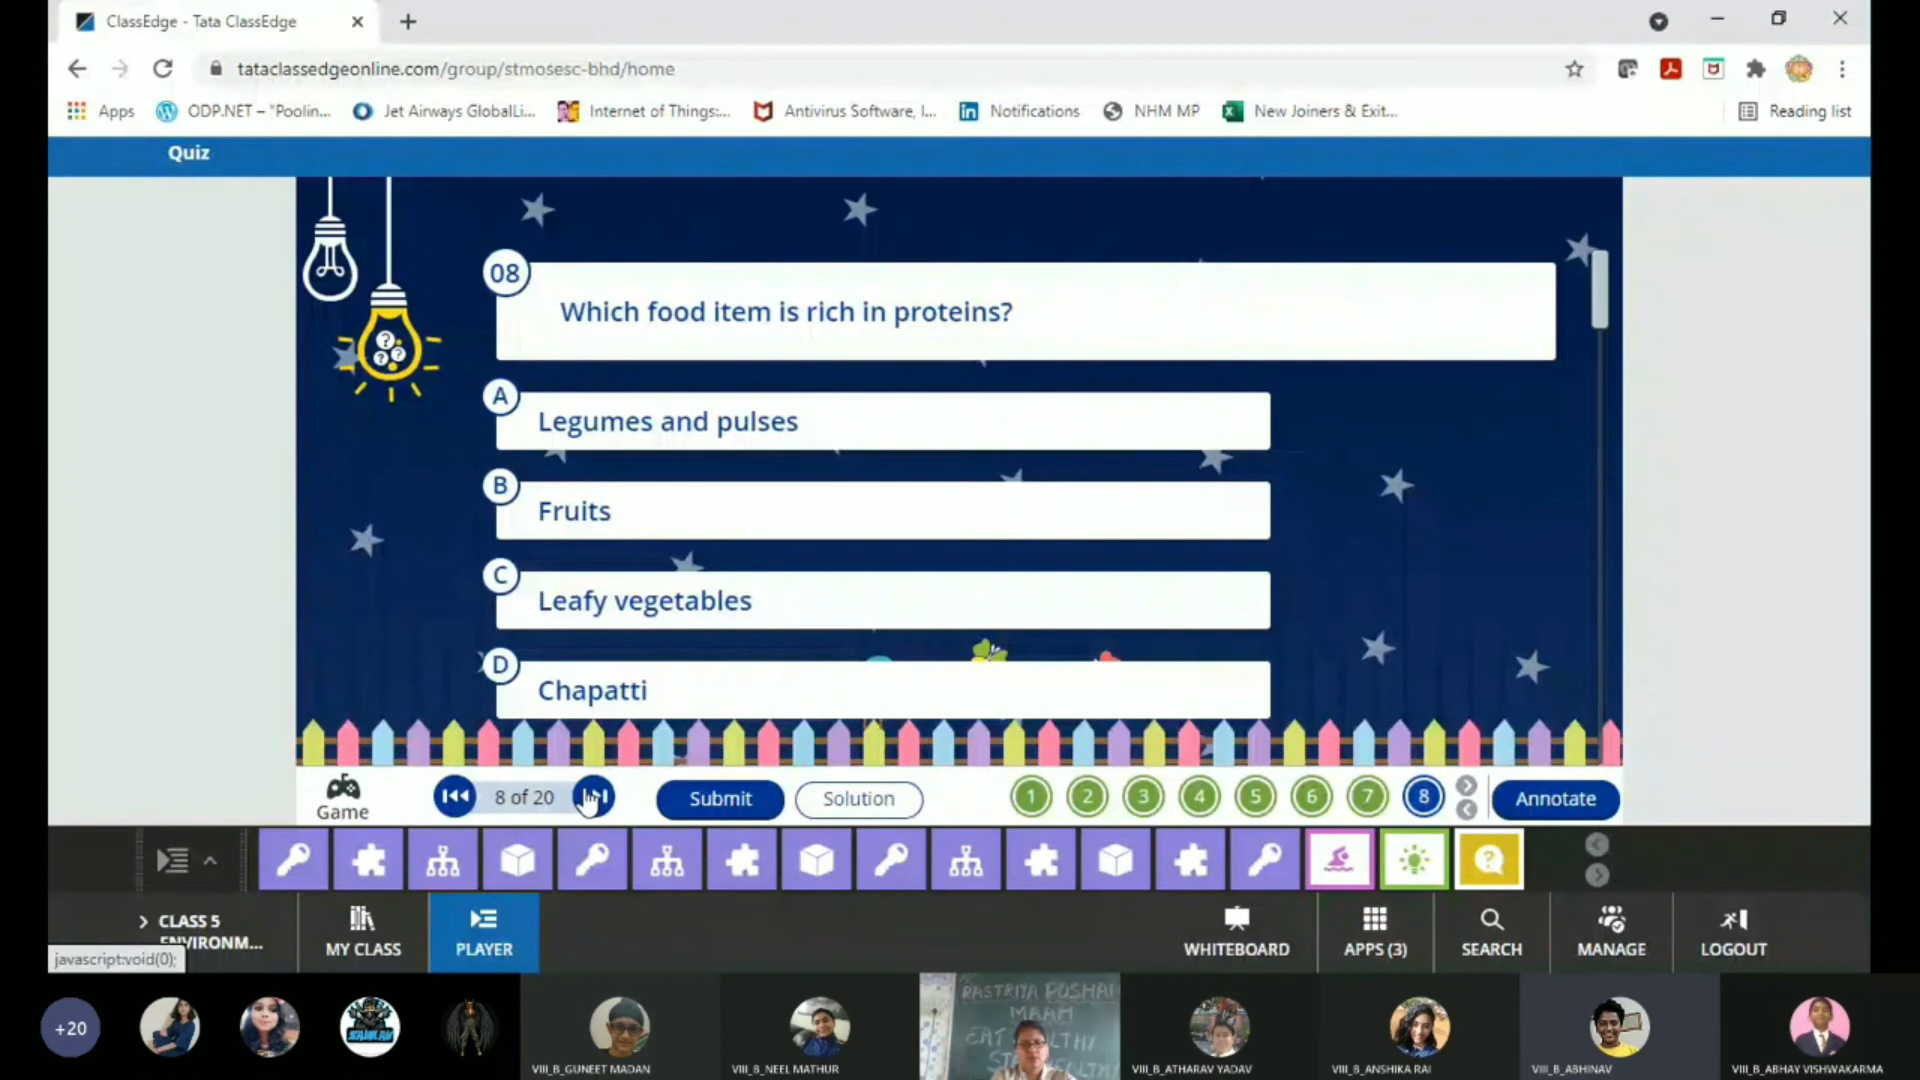 ClassEdge - Tata ClassEdge
tataclassedgeonline.com/group/stmosesc-bhd/home
Apps
ODP.NET – "Poolin...
Jet Airways GlobalLi...
Internet of Things:...
Antivirus Software, I...
Notifications
NHM MP
New Joiners & Exit...
Reading list
Quiz
08
Which food item is rich in proteins?
A
Legumes and pulses
B
Fruits
C
Leafy vegetables
D
Chapatti
Game
8 of 20
Submit
Solution
1 2 3 4 5 6 7 8
Annotate
CLASS 5
ENVIRONM...
javascript:void(0);
MY CLASS
PLAYER
WHITEBOARD
APPS (3)
SEARCH
MANAGE
LOGOUT
+20
RASTRIYA POSHAN
MAAH
VIII_B_GUNEET MADAN
VIII_B_NEEL MATHUR
VIII_B_ATHARAV YADAV
VIII_B_ANSHIKA RAI
VIII_B_ABHINAV
VIII_B_ABHAY VISHWAKARMA